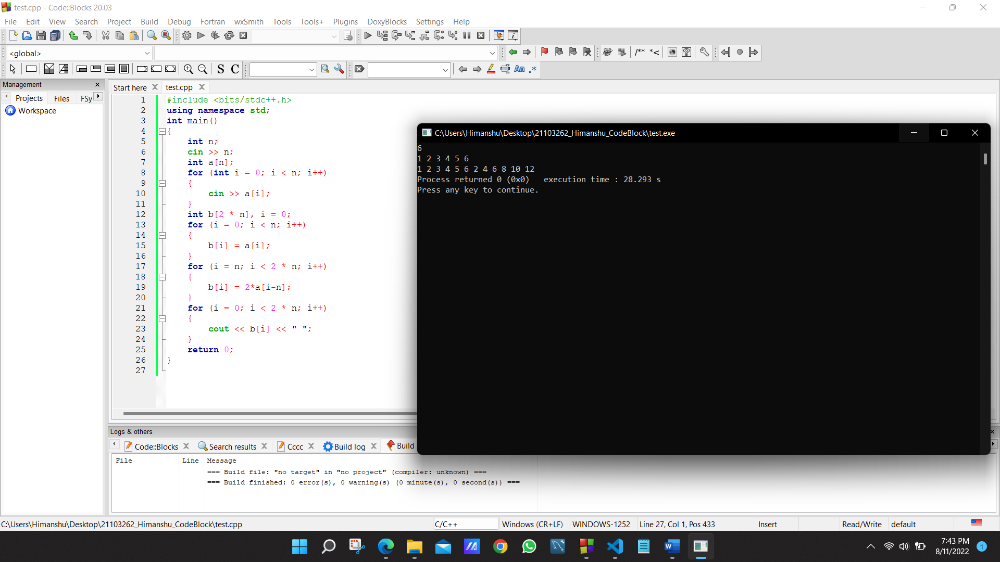 test.cpp - Code::Blocks 20.03
File Edit View Search Project Build Debug Fortran wxSmith Tools Tools+ Plugins DoxyBlocks Settings Help
<global>
/** *<
S C
Aa .*
Management
Projects Files FSy
Workspace
Start here test.cpp
1 #include <bits/stdc++.h>
2 using namespace std;
3 int main()
4 {
5 int n;
6 cin >> n;
7 int a[n];
8 for (int i = 0; i < n; i++)
9 {
10 cin >> a[i];
11 }
12 int b[2 * n], i = 0;
13 for (i = 0; i < n; i++)
14 {
15 b[i] = a[i];
16 }
17 for (i = n; i < 2 * n; i++)
18 {
19 b[i] = 2*a[i-n];
20 }
21 for (i = 0; i < 2 * n; i++)
22 {
23 cout << b[i] << " ";
24 }
25 return 0;
26 }
27
C:\Users\Himanshu\Desktop\21103262_Himanshu_CodeBlock\test.exe
6
1 2 3 4 5 6
1 2 3 4 5 6 2 4 6 8 10 12
Process returned 0 (0x0) execution time : 28.293 s
Press any key to continue.
Logs & others
Code::Blocks Search results Cccc Build log Build
File Line Message
=== Build file: "no target" in "no project" (compiler: unknown) ===
=== Build finished: 0 error(s), 0 warning(s) (0 minute(s), 0 second(s)) ===
C:\Users\Himanshu\Desktop\21103262_Himanshu_CodeBlock\test.cpp C/C++ Windows (CR+LF) WINDOWS-1252 Line 27, Col 1, Pos 433 Insert Read/Write default
7:43 PM
8/11/2022
1